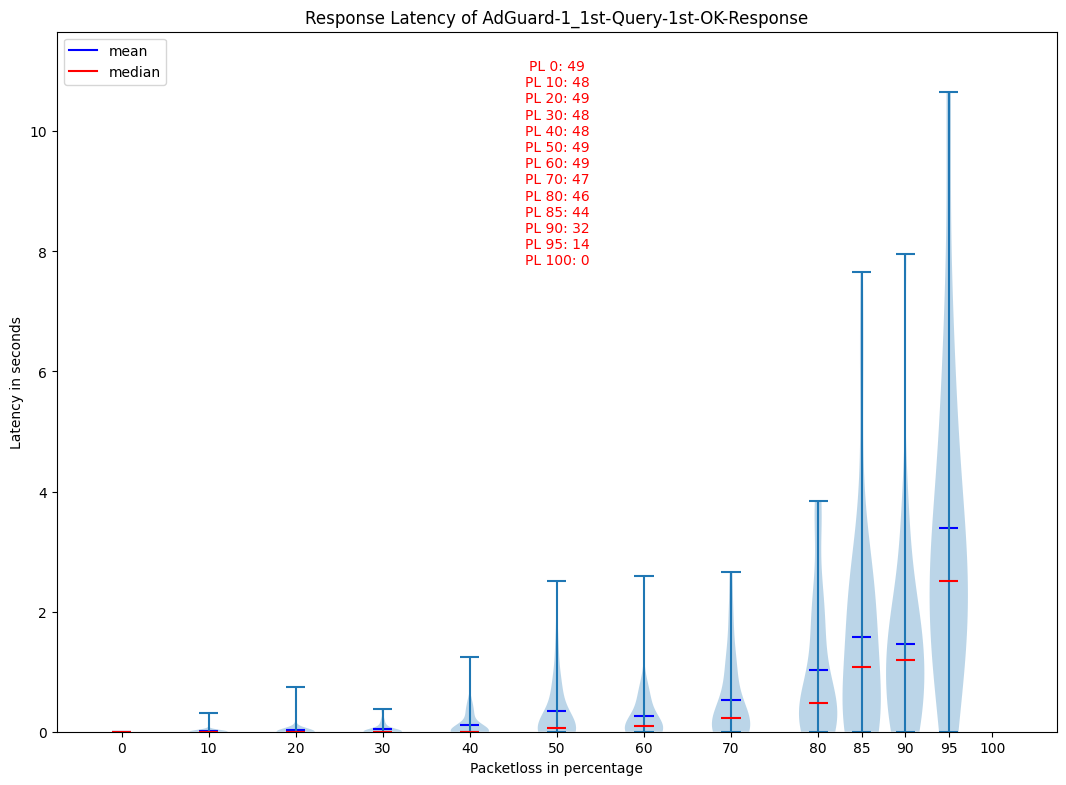 Response Latency of AdGuard-1_1st-Query-1st-OK-Response
mean
median
PL 0: 49
PL 10: 48
PL 20: 49
PL 30: 48
PL 40: 48
PL 50: 49
PL 60: 49
PL 70: 47
PL 80: 46
PL 85: 44
PL 90: 32
PL 95: 14
PL 100: 0
Latency in seconds
10
8
6
4
2
0
0 10 20 30 40 50 60 70 80 85 90 95 100
Packetloss in percentage